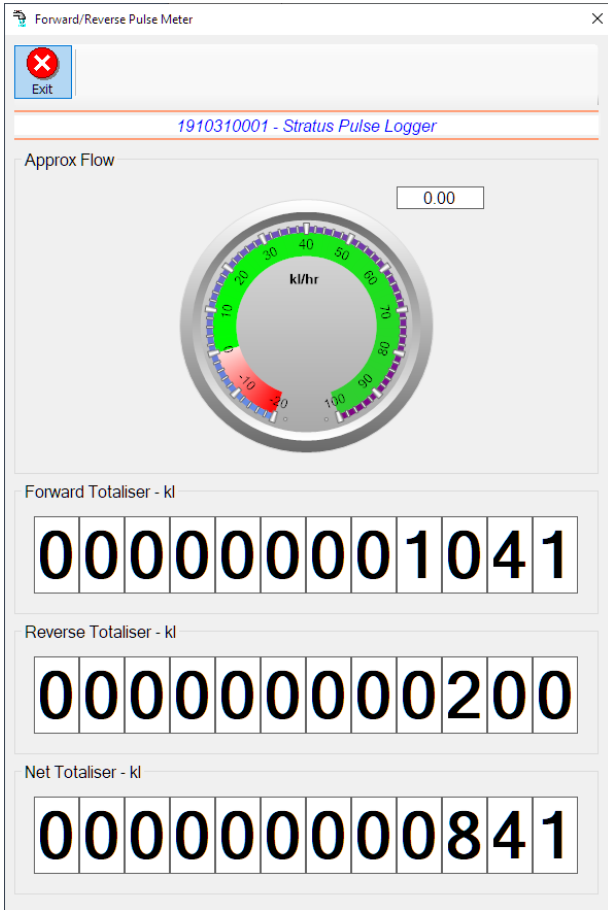 Forward/Reverse Pulse Meter
Exit
1910310001 - Stratus Pulse Logger
Approx Flow
0.00
-20 -10 0 10 20 30 40 50 60 70 80 90 100
kl/hr
Forward Totaliser - kl
000000001041
Reverse Totaliser - kl
000000000200
Net Totaliser - kl
000000000841